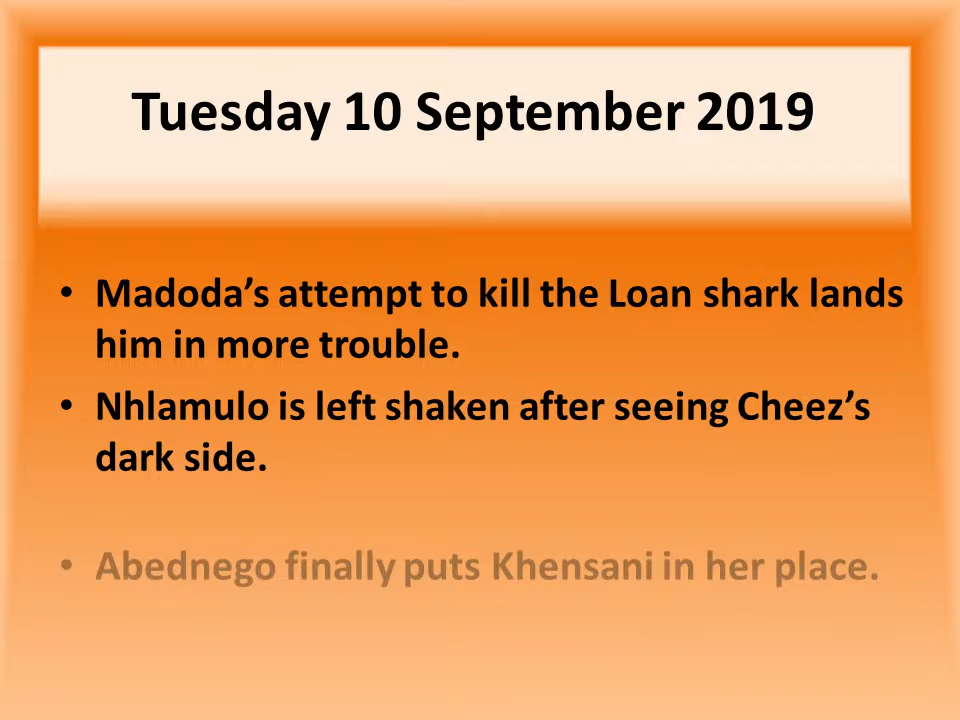 Tuesday 10 September 2019
• Madoda’s attempt to kill the Loan shark lands
him in more trouble.
• Nhlamulo is left shaken after seeing Cheez’s
dark side.
• Abednego finally puts Khensani in her place.